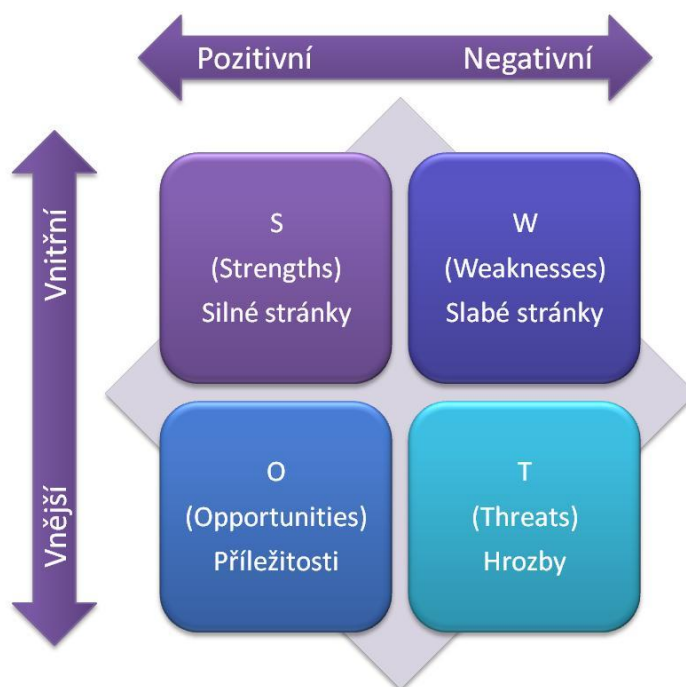 Pozitivní Negativní
Vnitřní
Vnější
S
(Strengths)
Silné stránky
W
(Weaknesses)
Slabé stránky
O
(Opportunities)
Příležitosti
T
(Threats)
Hrozby